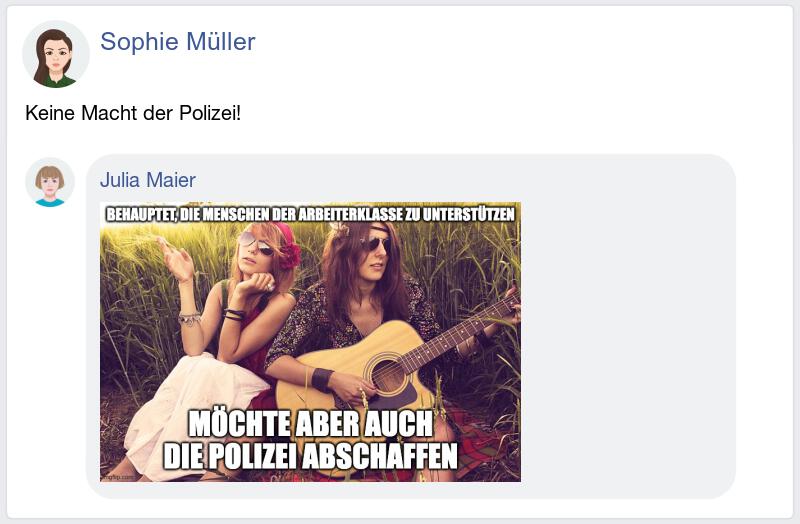 Sophie Müller
Keine Macht der Polizei!
Julia Maier
BEHAUPTET, DIE MENSCHEN DER ARBEITERKLASSE ZU UNTERSTÜTZEN
MÖCHTE ABER AUCH
DIE POLIZEI ABSCHAFFEN
imgflip.com